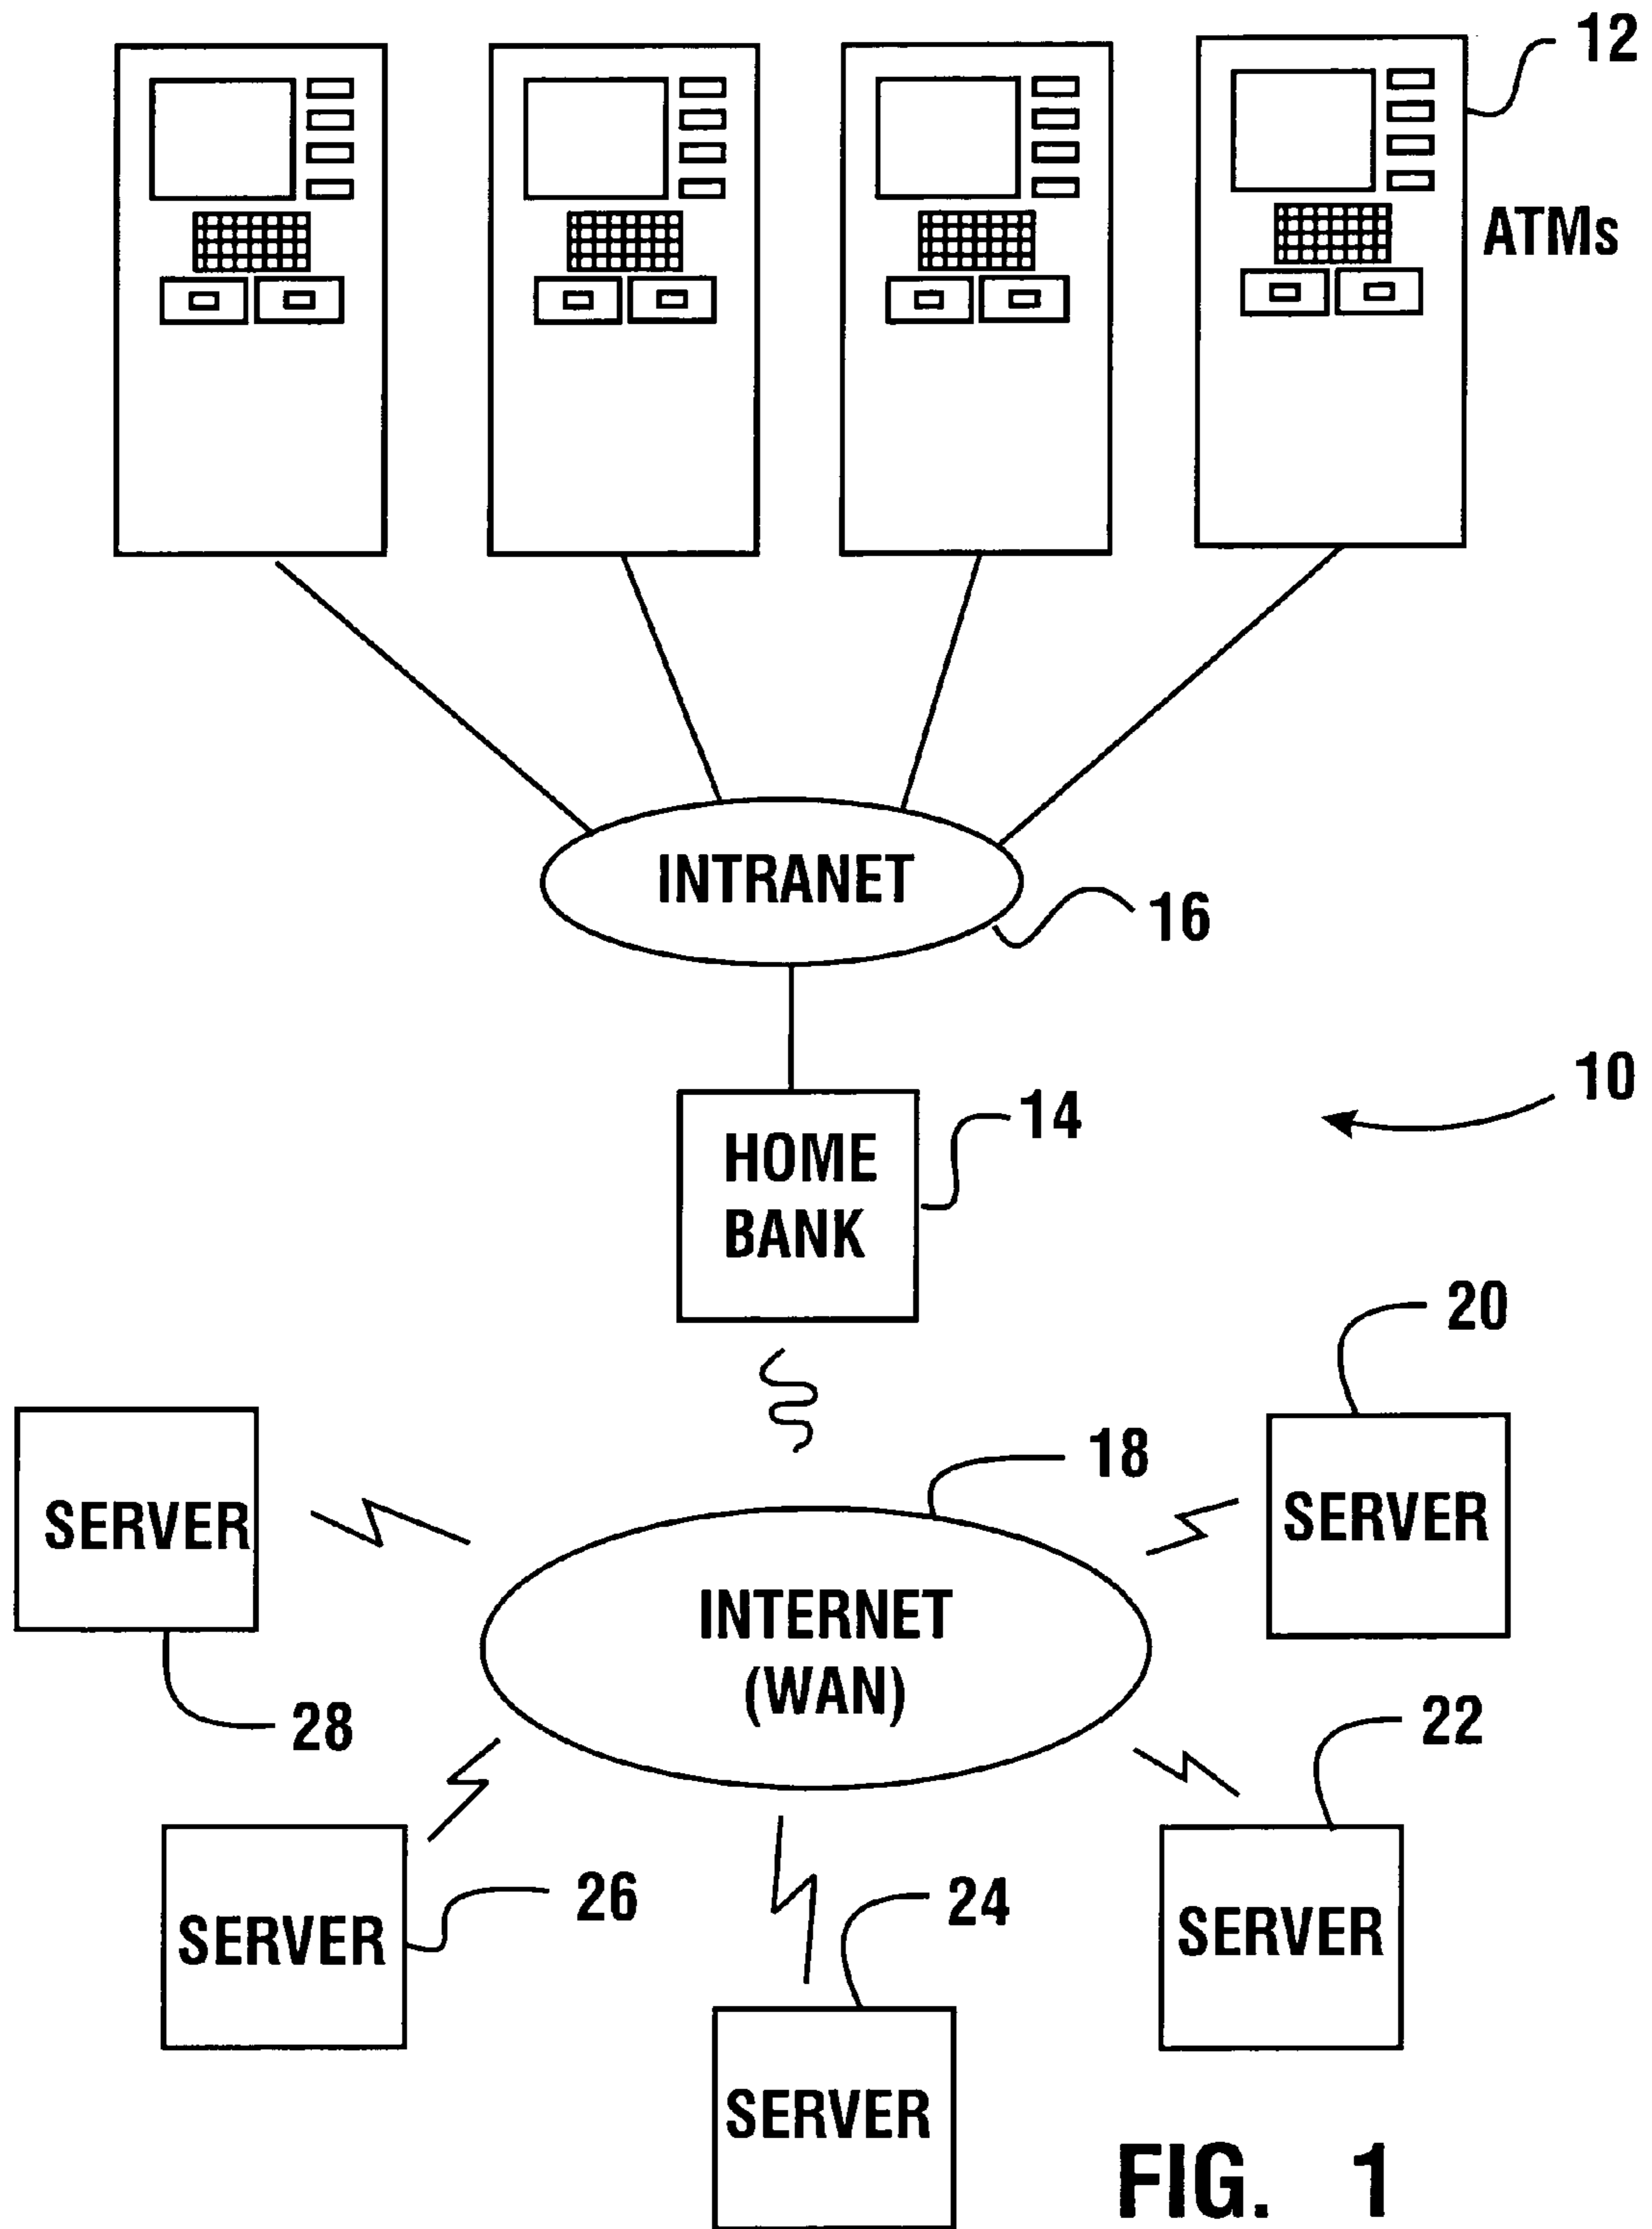 12
ATMs
INTRANET
16
10
14
HOME
BANK
20
18
SERVER
SERVER
INTERNET
(WAN)
28
22
26
24
SERVER
SERVER
SERVER
FIG. 1